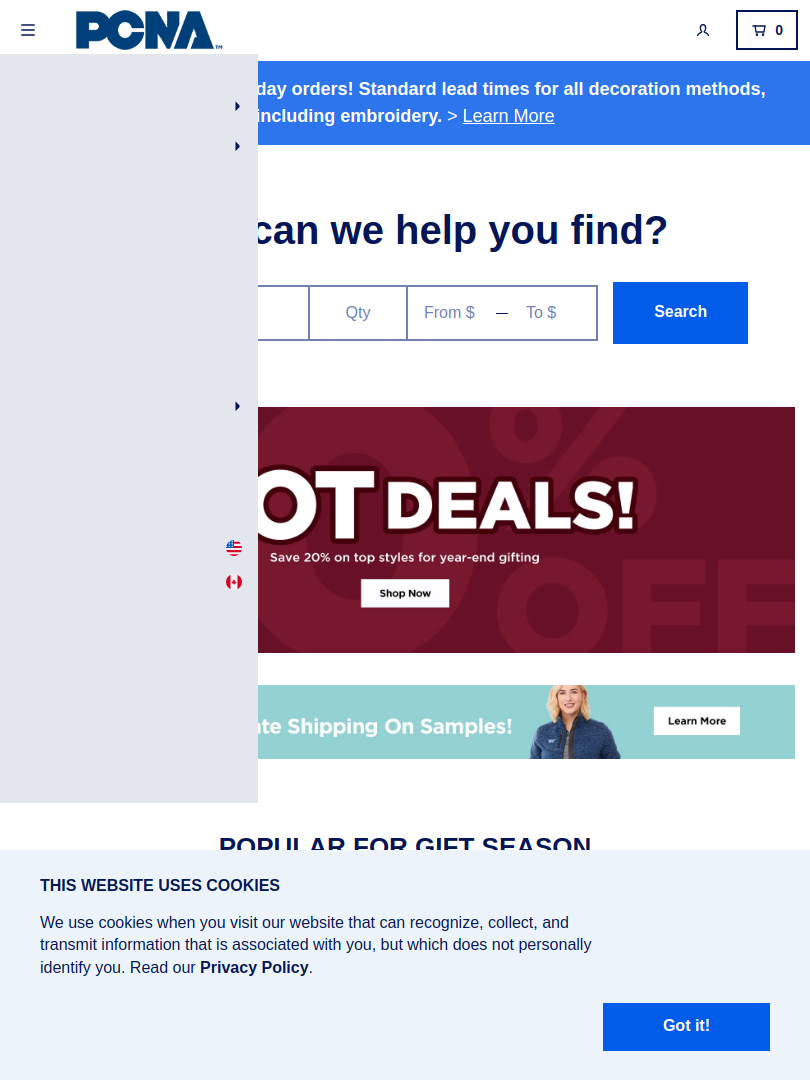 PCNA TM
0
day orders! Standard lead times for all decoration methods,
including embroidery. > Learn More
can we help you find?
Qty
From $ — To $
Search
OT DEALS!
Save 20% on top styles for year-end gifting
Shop Now
0% OFF
te Shipping On Samples!
Learn More
POPULAR FOR GIFT SEASON
THIS WEBSITE USES COOKIES
We use cookies when you visit our website that can recognize, collect, and
transmit information that is associated with you, but which does not personally
identify you. Read our Privacy Policy.
Got it!